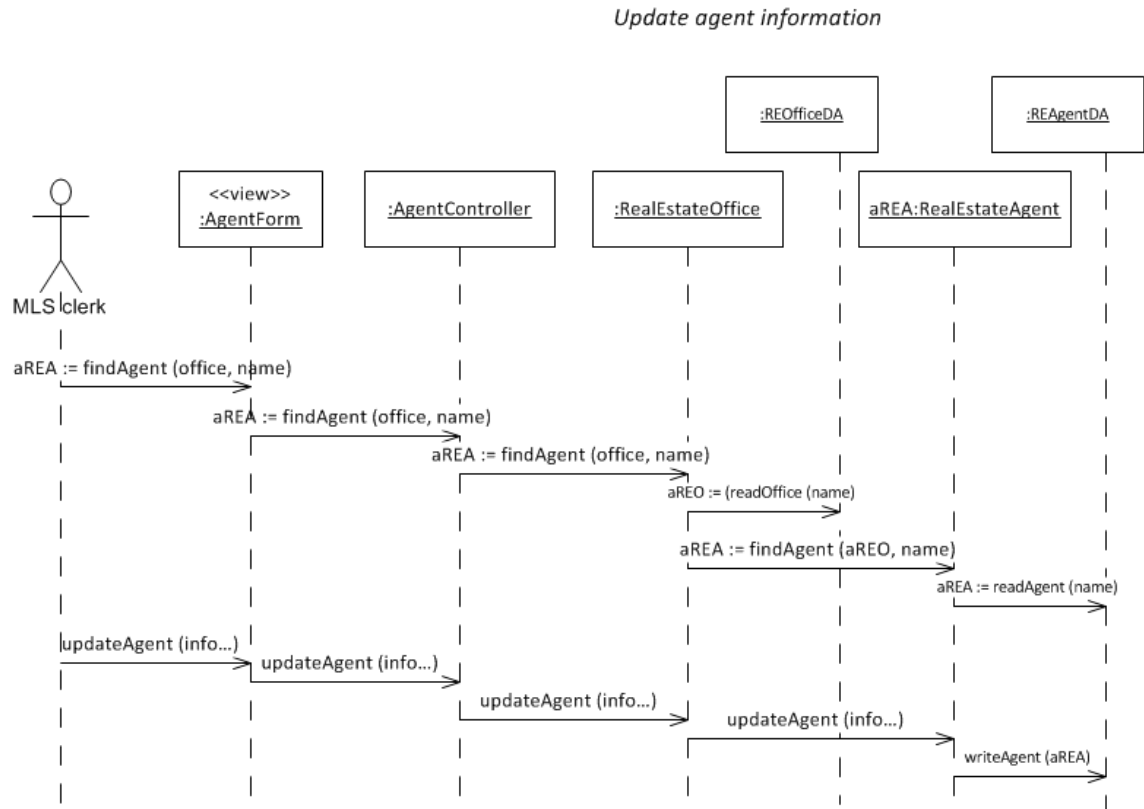 Update agent information
:REOfficeDA
:REAgentDA
<<view>>
:AgentForm
:AgentController
:RealEstateOffice
aREA:RealEstateAgent
MLS clerk
aREA := findAgent (office, name)
aREA := findAgent (office, name)
aREA := findAgent (office, name)
aREO := (readOffice (name)
aREA := findAgent (aREO, name)
aREA := readAgent (name)
updateAgent (info...)
updateAgent (info...)
updateAgent (info...)
updateAgent (info...)
writeAgent (aREA)